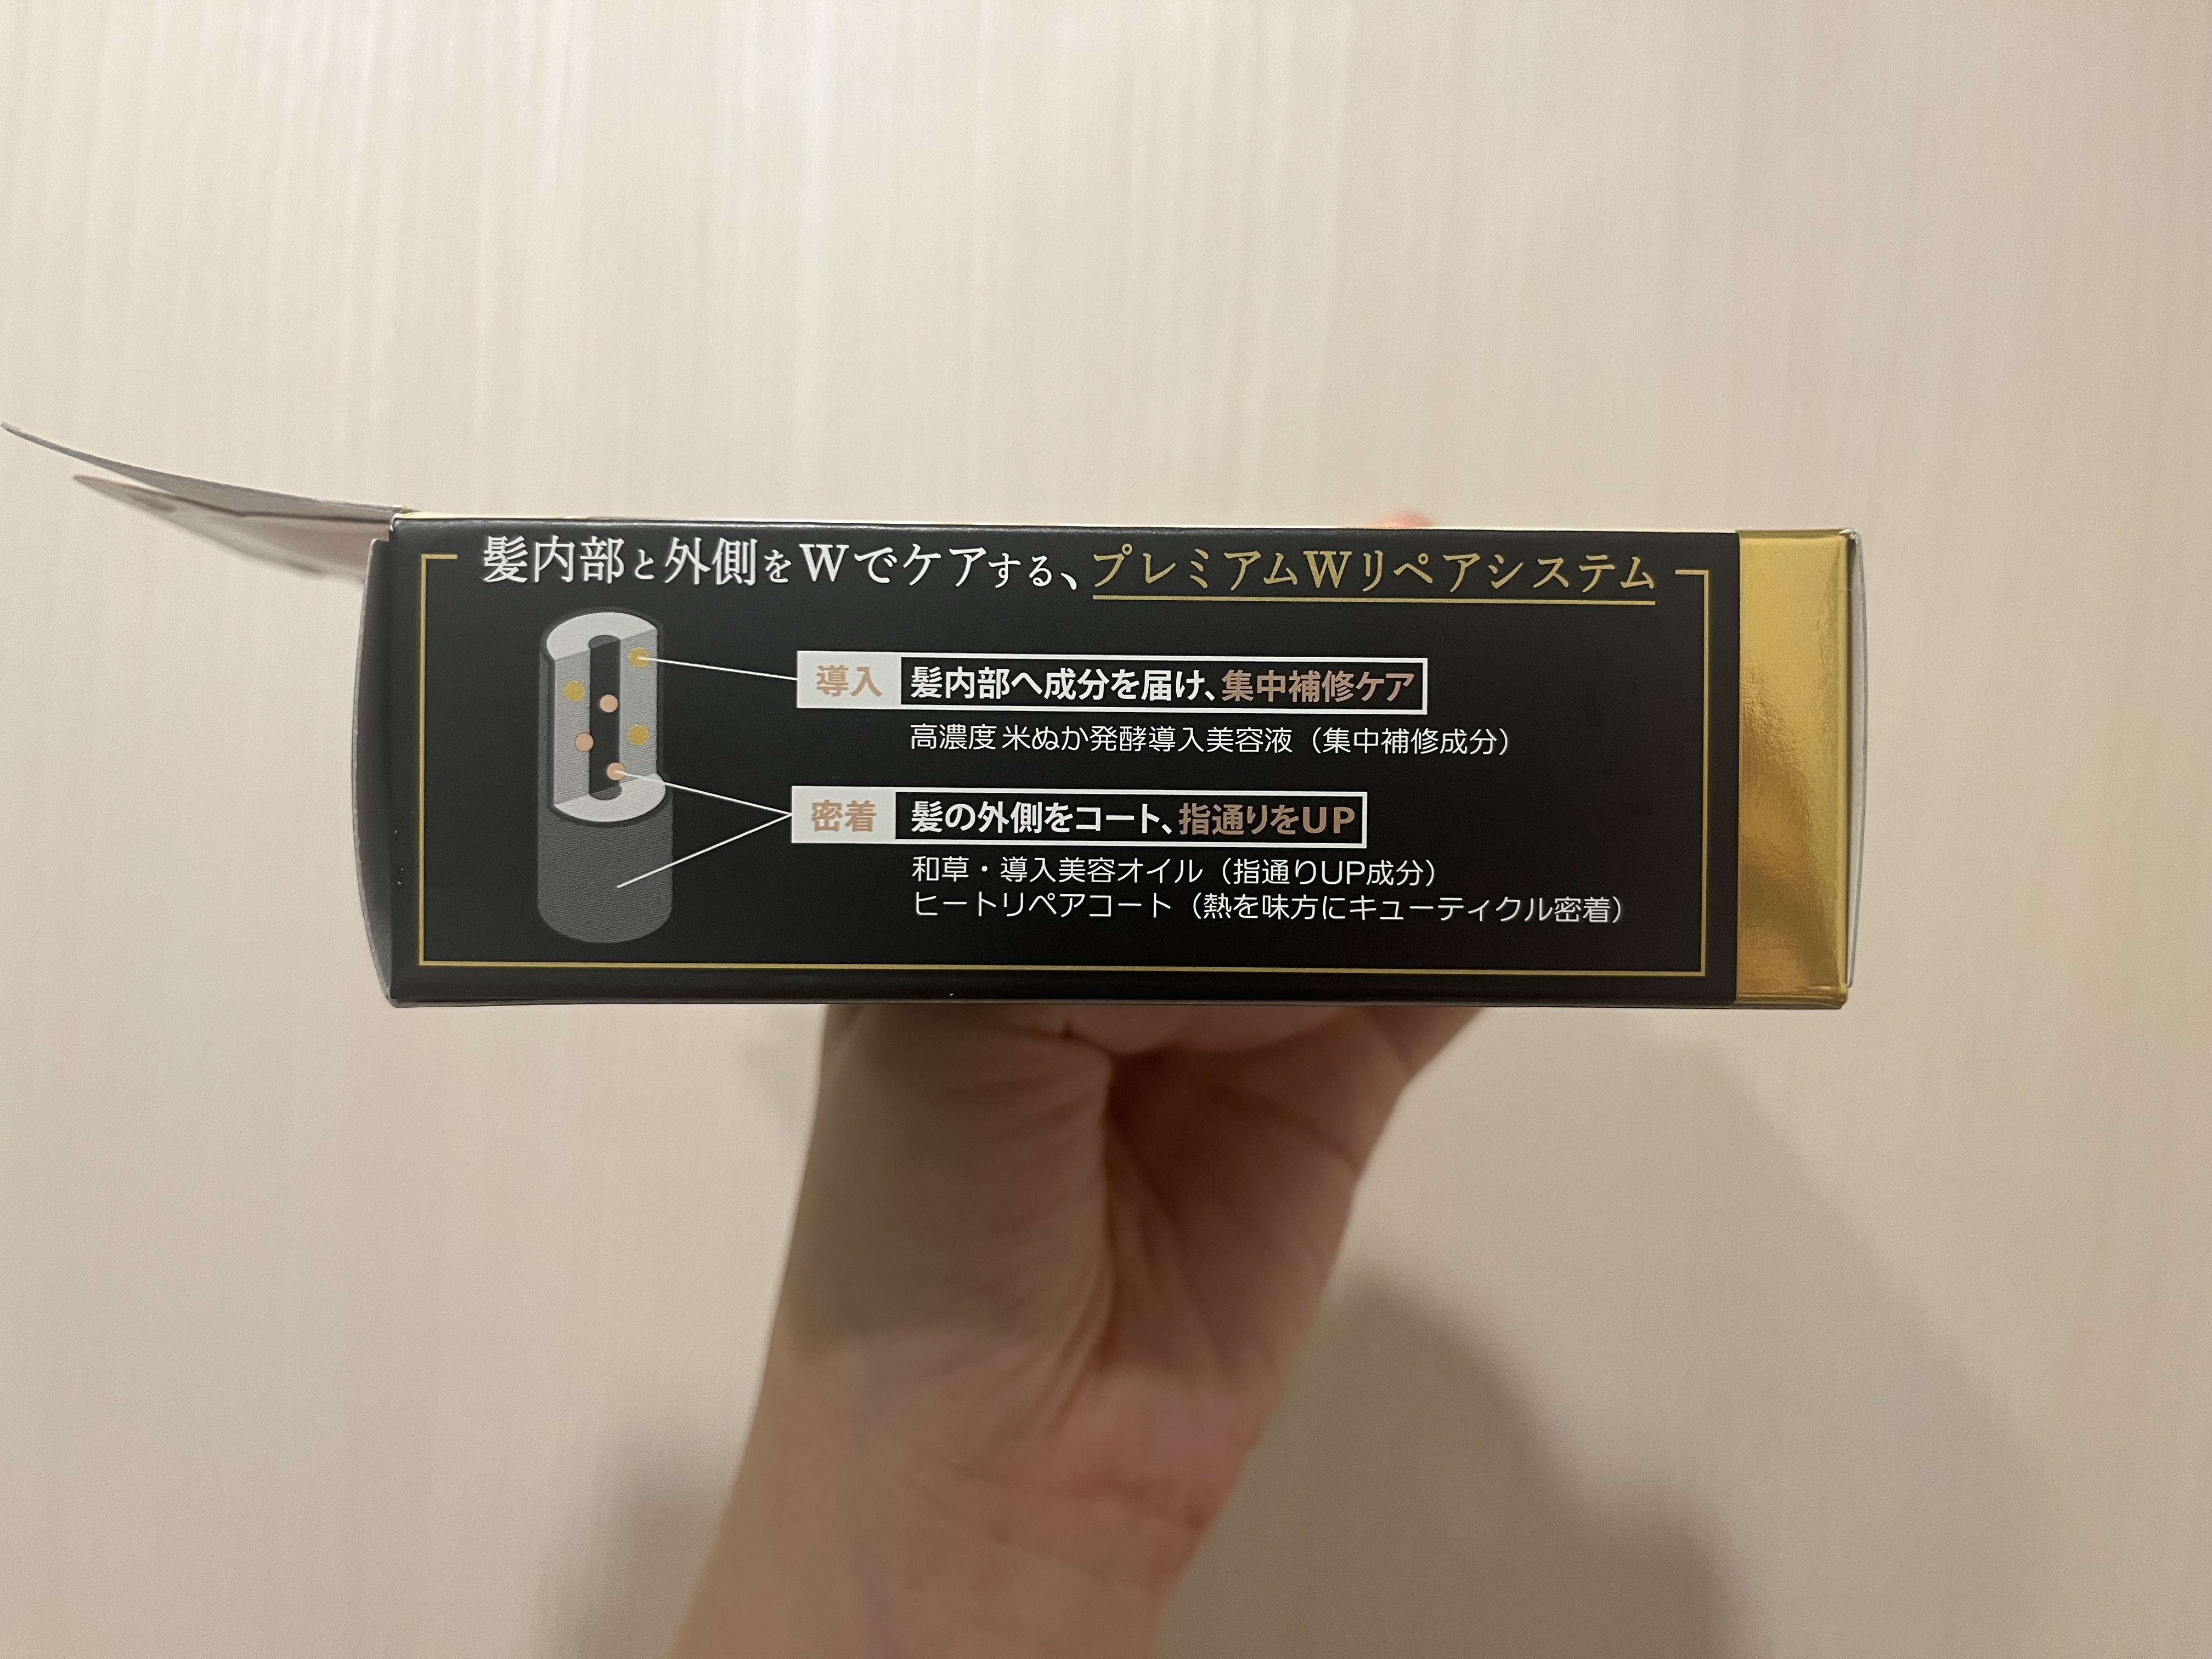 髪内部と外側をWでケアする、プレミアムWリペアシステム
導入 髪内部へ成分を届け、集中補修ケア
高濃度 米ぬか発酵導入美容液（集中補修成分）
密着 髪の外側をコート、指通りをUP
和草・導入美容オイル（指通りUP成分）
ヒートリペアコート（熱を味方にキューティクル密着）